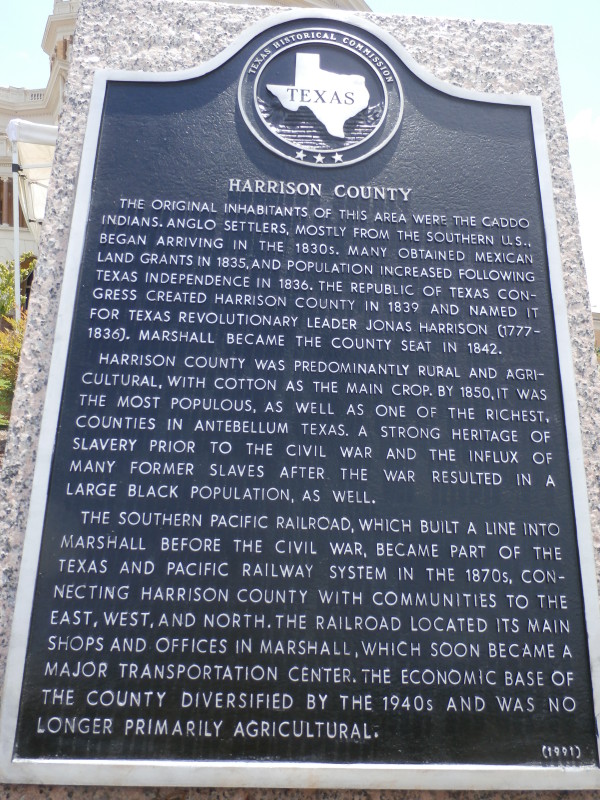 TEXAS HISTORICAL COMMISSION
TEXAS
HARRISON COUNTY
THE ORIGINAL INHABITANTS OF THIS AREA WERE THE CADDO
INDIANS. ANGLO SETTLERS, MOSTLY FROM THE SOUTHERN U.S.,
BEGAN ARRIVING IN THE 1830s. MANY OBTAINED MEXICAN
LAND GRANTS IN 1835, AND POPULATION INCREASED FOLLOWING
TEXAS INDEPENDENCE IN 1836. THE REPUBLIC OF TEXAS CON-
GRESS CREATED HARRISON COUNTY IN 1839 AND NAMED IT
FOR TEXAS REVOLUTIONARY LEADER JONAS HARRISON (1777-
1836). MARSHALL BECAME THE COUNTY SEAT IN 1842.
HARRISON COUNTY WAS PREDOMINANTLY RURAL AND AGRI-
CULTURAL, WITH COTTON AS THE MAIN CROP. BY 1850, IT WAS
THE MOST POPULOUS, AS WELL AS ONE OF THE RICHEST,
COUNTIES IN ANTEBELLUM TEXAS. A STRONG HERITAGE OF
SLAVERY PRIOR TO THE CIVIL WAR AND THE INFLUX OF
MANY FORMER SLAVES AFTER THE WAR RESULTED IN A
LARGE BLACK POPULATION, AS WELL.
THE SOUTHERN PACIFIC RAILROAD, WHICH BUILT A LINE INTO
MARSHALL BEFORE THE CIVIL WAR, BECAME PART OF THE
TEXAS AND PACIFIC RAILWAY SYSTEM IN THE 1870s, CON-
NECTING HARRISON COUNTY WITH COMMUNITIES TO THE
EAST, WEST, AND NORTH. THE RAILROAD LOCATED ITS MAIN
SHOPS AND OFFICES IN MARSHALL, WHICH SOON BECAME A
MAJOR TRANSPORTATION CENTER. THE ECONOMIC BASE OF
THE COUNTY DIVERSIFIED BY THE 1940s AND WAS NO
LONGER PRIMARILY AGRICULTURAL.
(1991)